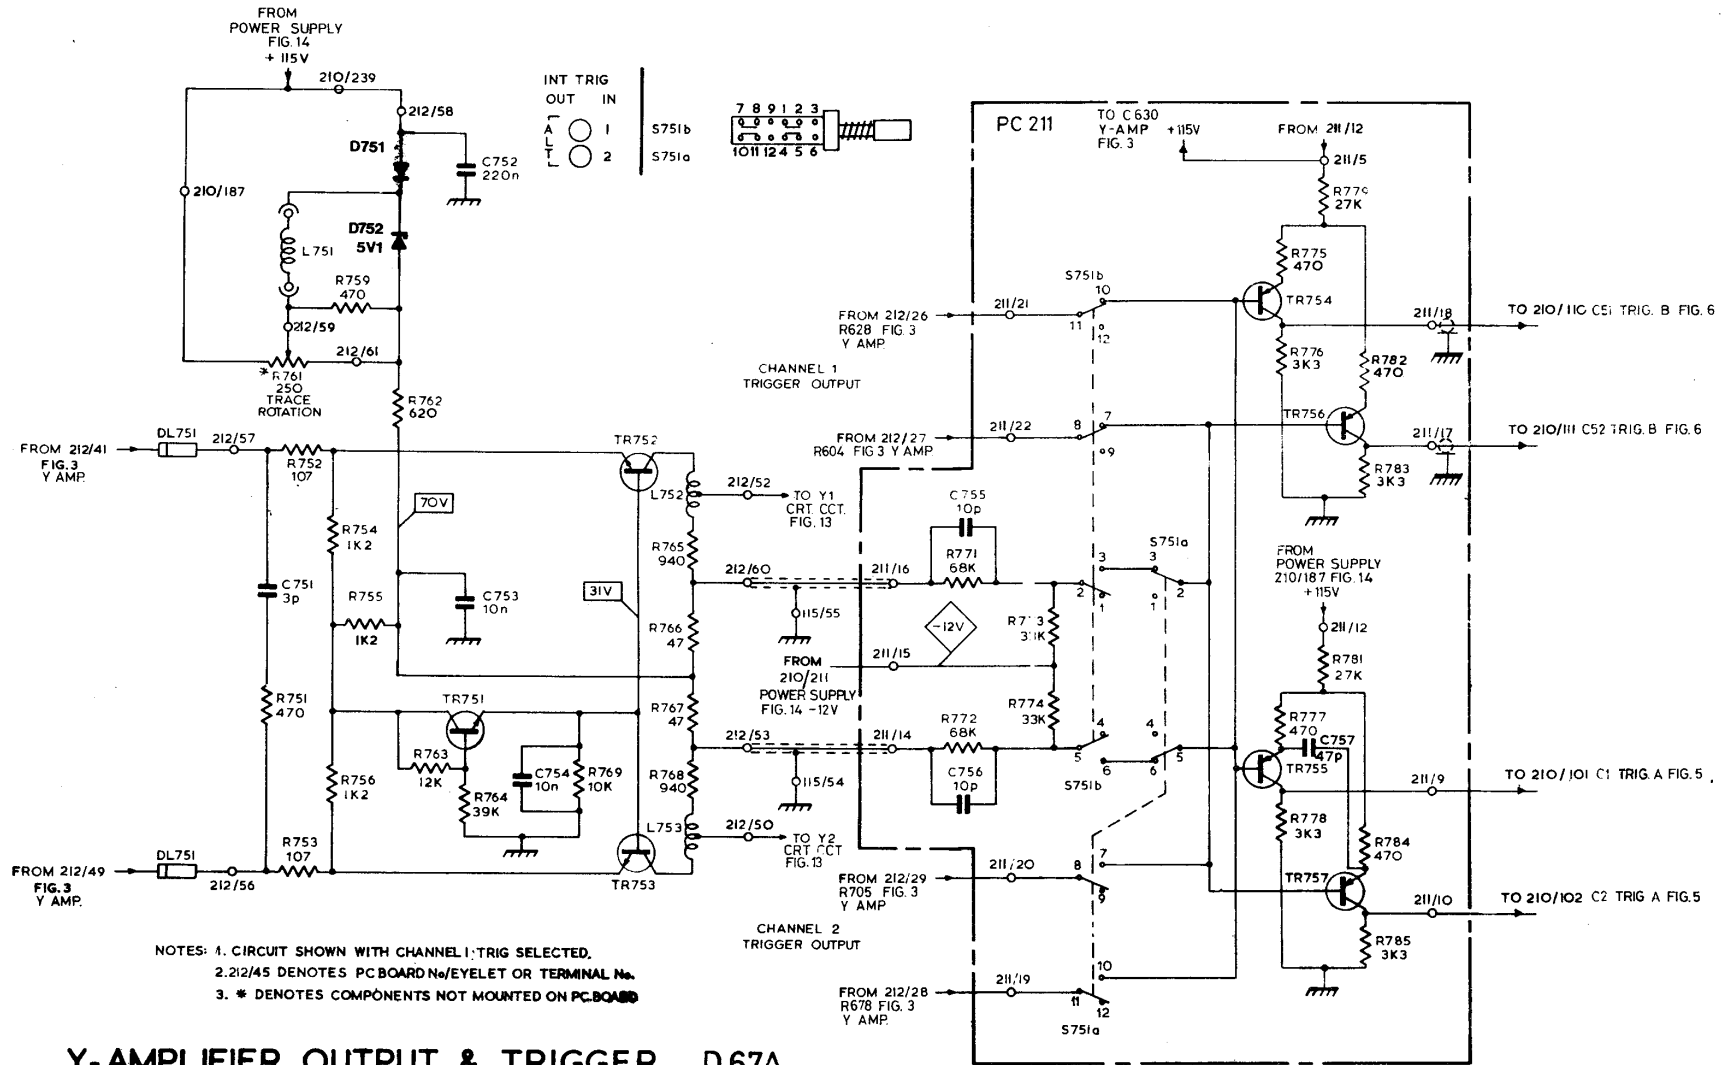 FROM
POWER SUPPLY
FIG. 14
+ 115V
210/239
212/58
D751
C752
220n
210/187
D752
5V1
L751
R759
470
212/59
212/61
* R761
250
TRACE
ROTATION
R762
620
INT TRIG
OUT IN
ALT
1 S751b
2 S751a
7 8 9 1 2 3
10 11 12 4 5 6
FROM 212/41
FIG. 3
Y AMP.
DL751
212/57
R752
107
70V
R754
1K2
C751
3p
R755
1K2
C753
10n
R751
470
TR751
R763
12K
R764
39K
C754
10n
R769
10K
R756
1K2
R753
107
FROM 212/49
FIG. 3
Y AMP.
DL751
212/56
TR752
31V
TR753
L752
212/52
TO Y1
CRT. CCT.
FIG. 13
R765
940
212/60
115/55
R766
47
R767
47
212/53
115/54
R768
940
L753
212/50
TO Y2
CRT CCT
FIG. 13
PC 211
TO C630
Y-AMP
FIG. 3
+115V
FROM 211/12
211/5
R779
27K
R775
470
TR754
R776
3K3
R782
470
TR756
R783
3K3
211/18
TO 210/110 C51 TRIG. B FIG. 6
211/17
TO 210/111 C52 TRIG. B FIG. 6
FROM 212/26
R628 FIG. 3
Y AMP.
211/21
S751b
10
11
12
CHANNEL 1
TRIGGER OUTPUT
FROM 212/27
R604 FIG 3 Y AMP.
211/22
8
7
9
211/16
C755
10p
R771
68K
3
2
1
S751a
3
2
1
-12V
33K
FROM
210/211
POWER SUPPLY
FIG. 14 -12V
211/15
R774
33K
211/14
R772
68K
C756
10p
4
5
6
S751b
4
5
6
FROM
POWER SUPPLY
210/187 FIG. 14
+115V
211/12
R781
27K
R777
470
C757
47p
TR755
R778
3K3
R784
470
TR757
R785
3K3
211/9
TO 210/101 C1 TRIG. A FIG. 5
211/10
TO 210/102 C2 TRIG A FIG. 5
FROM 212/29
R705 FIG. 3
Y AMP
211/20
8
7
9
CHANNEL 2
TRIGGER OUTPUT
FROM 212/28
R678 FIG. 3
Y AMP.
211/19
10
11
12
S751a
NOTES: 1. CIRCUIT SHOWN WITH CHANNEL 1; TRIG SELECTED.
2. 212/45 DENOTES PC BOARD No/EYELET OR TERMINAL No.
3. * DENOTES COMPONENTS NOT MOUNTED ON PC.BOARD
Y-AMPLIFIER OUTPUT & TRIGGER D67A